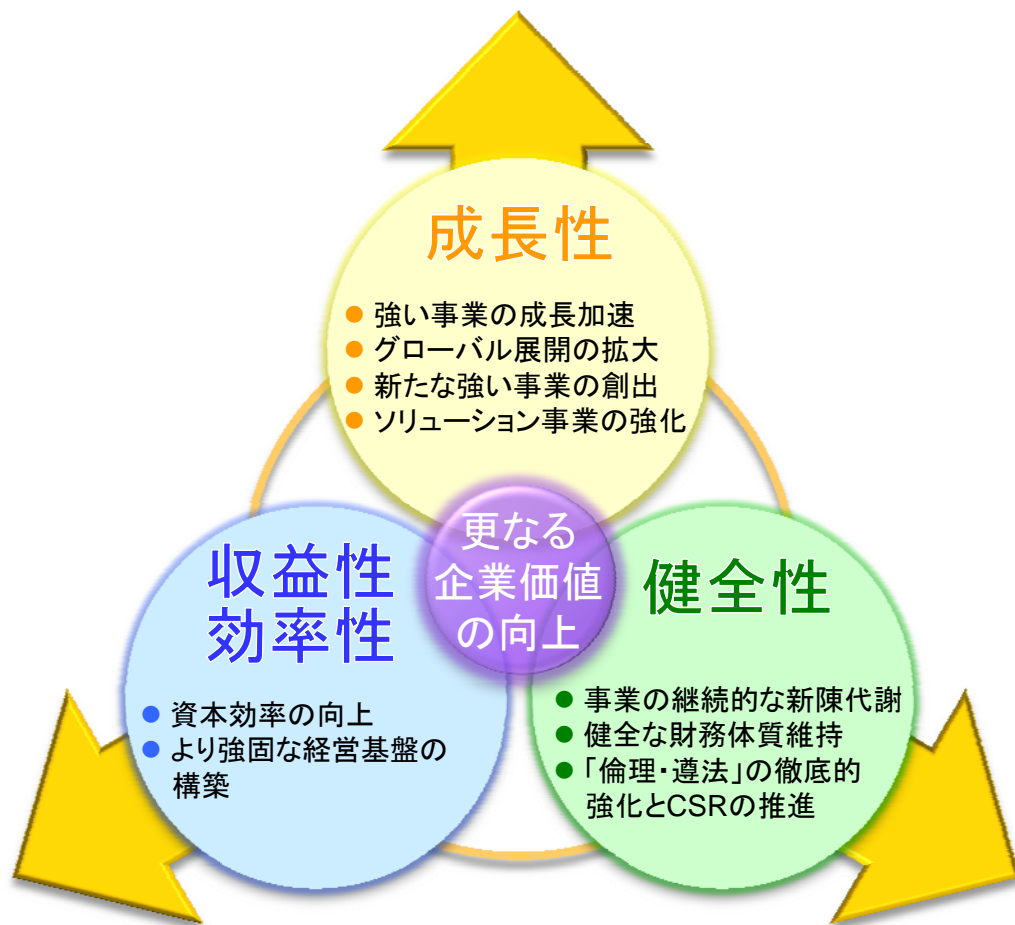 成長性
● 強い事業の成長加速
● グローバル展開の拡大
● 新たな強い事業の創出
● ソリューション事業の強化
更なる
企業価値
の向上
収益性
効率性
● 資本効率の向上
● より強固な経営基盤の
構築
健全性
● 事業の継続的な新陳代謝
● 健全な財務体質維持
● 「倫理・遵法」の徹底的
強化とCSRの推進